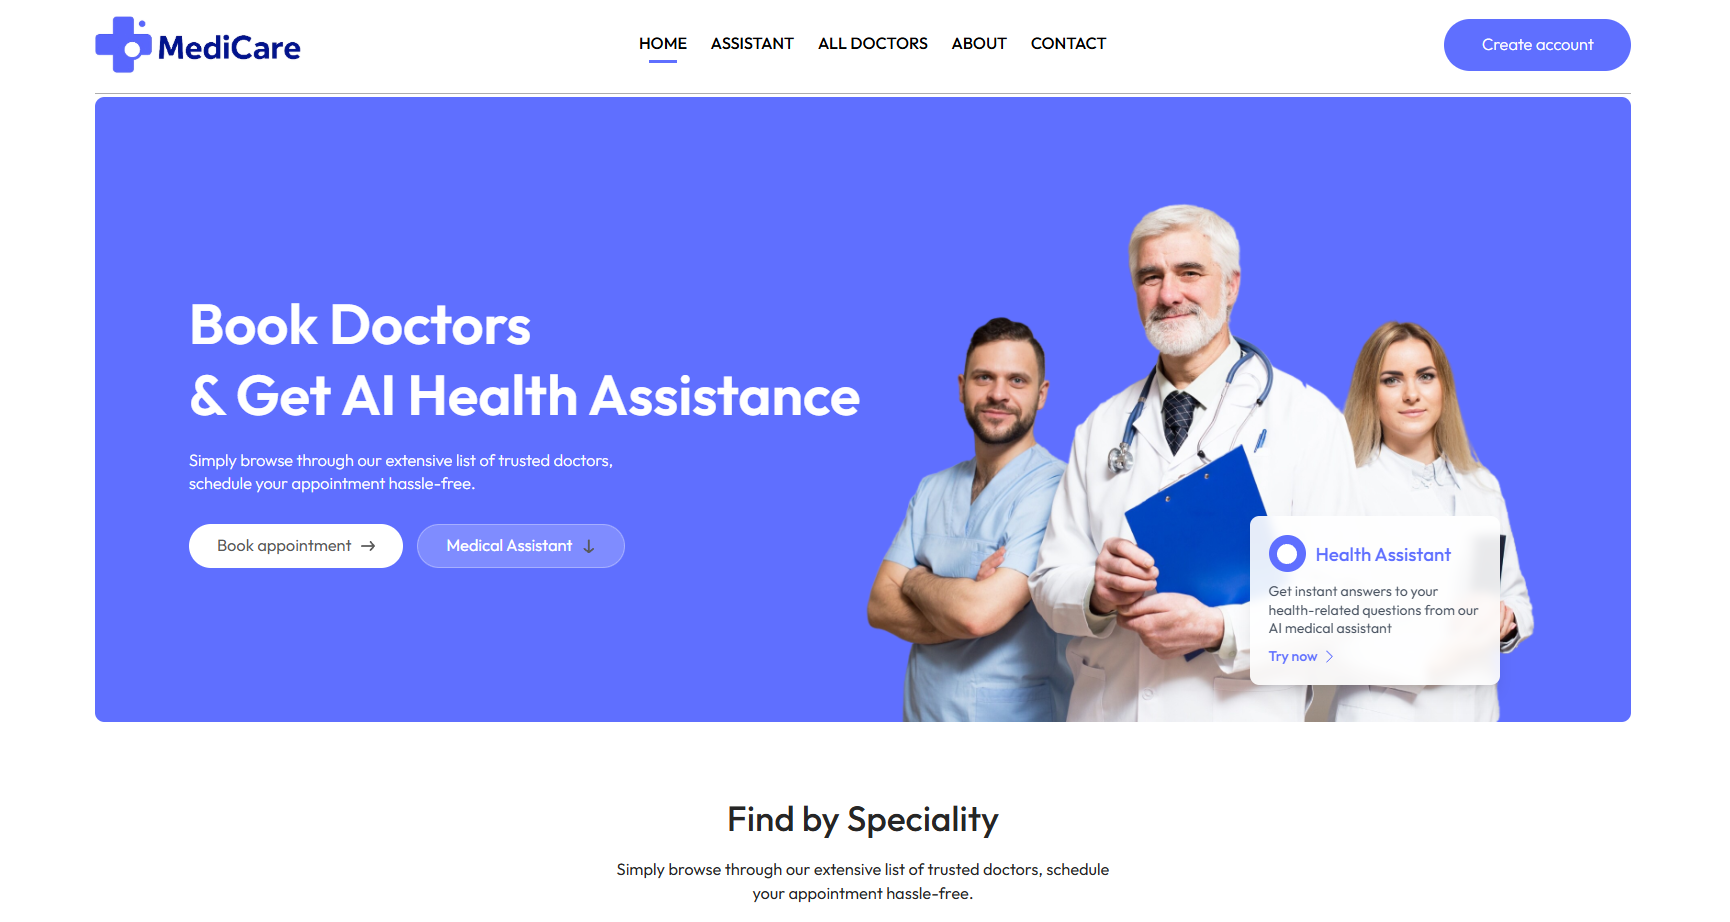 MediCare
HOME ASSISTANT ALL DOCTORS ABOUT CONTACT
Create account
Book Doctors
& Get AI Health Assistance
Simply browse through our extensive list of trusted doctors,
schedule your appointment hassle-free.
Book appointment →
Medical Assistant ↓
Health Assistant
Get instant answers to your
health-related questions from our
AI medical assistant
Try now >
Find by Speciality
Simply browse through our extensive list of trusted doctors, schedule
your appointment hassle-free.